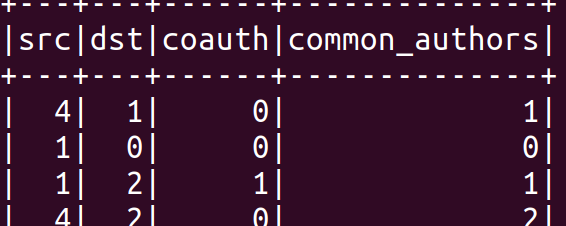 +---+---+------+--------------+
|src|dst|coauth|common_authors|
+---+---+------+--------------+
|  4|  1|     0|             1|
|  1|  0|     0|             0|
|  1|  2|     1|             1|
|  4|  2|     0|             2|